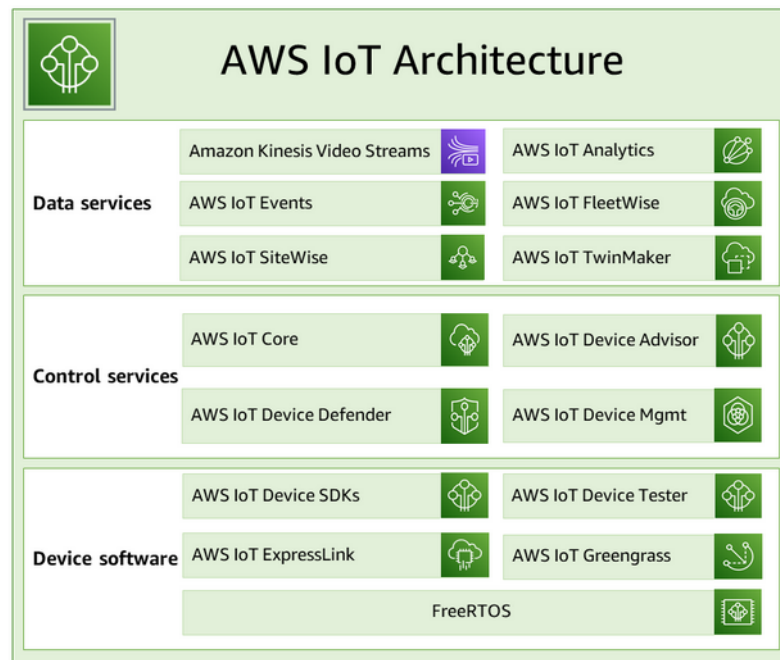 AWS IoT Architecture
Data services
Amazon Kinesis Video Streams
AWS IoT Analytics
AWS IoT Events
AWS IoT FleetWise
AWS IoT SiteWise
AWS IoT TwinMaker
Control services
AWS IoT Core
AWS IoT Device Advisor
AWS IoT Device Defender
AWS IoT Device Mgmt
Device software
AWS IoT Device SDKs
AWS IoT Device Tester
AWS IoT ExpressLink
AWS IoT Greengrass
FreeRTOS